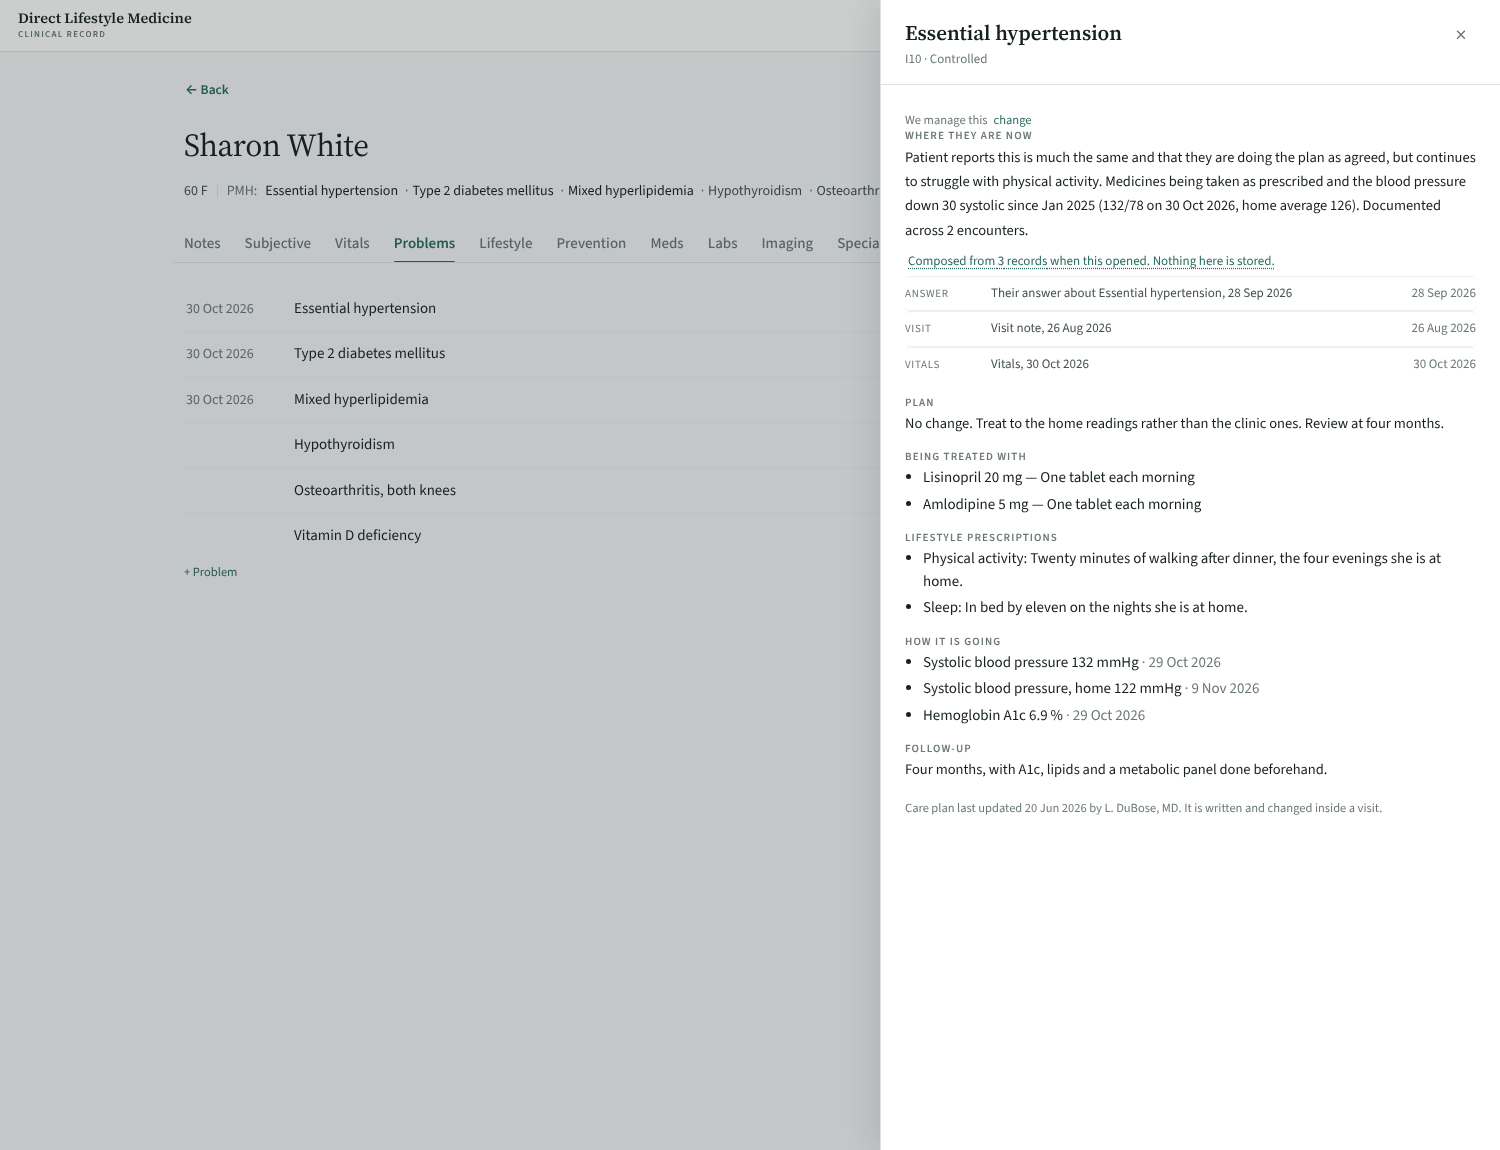 Direct Lifestyle Medicine
CLINICAL RECORD
← Back
Sharon White
60 F | PMH: Essential hypertension · Type 2 diabetes mellitus · Mixed hyperlipidemia · Hypothyroidism · Osteoarthr
Notes Subjective Vitals Problems Lifestyle Prevention Meds Labs Imaging Specia
30 Oct 2026 Essential hypertension
30 Oct 2026 Type 2 diabetes mellitus
30 Oct 2026 Mixed hyperlipidemia
Hypothyroidism
Osteoarthritis, both knees
Vitamin D deficiency
+ Problem
Essential hypertension ×
I10 · Controlled
We manage this change
WHERE THEY ARE NOW
Patient reports this is much the same and that they are doing the plan as agreed, but continues
to struggle with physical activity. Medicines being taken as prescribed and the blood pressure
down 30 systolic since Jan 2025 (132/78 on 30 Oct 2026, home average 126). Documented
across 2 encounters.
Composed from 3 records when this opened. Nothing here is stored.
ANSWER Their answer about Essential hypertension, 28 Sep 2026 28 Sep 2026
VISIT Visit note, 26 Aug 2026 26 Aug 2026
VITALS Vitals, 30 Oct 2026 30 Oct 2026
PLAN
No change. Treat to the home readings rather than the clinic ones. Review at four months.
BEING TREATED WITH
• Lisinopril 20 mg — One tablet each morning
• Amlodipine 5 mg — One tablet each morning
LIFESTYLE PRESCRIPTIONS
• Physical activity: Twenty minutes of walking after dinner, the four evenings she is at
home.
• Sleep: In bed by eleven on the nights she is at home.
HOW IT IS GOING
• Systolic blood pressure 132 mmHg · 29 Oct 2026
• Systolic blood pressure, home 122 mmHg · 9 Nov 2026
• Hemoglobin A1c 6.9 % · 29 Oct 2026
FOLLOW-UP
Four months, with A1c, lipids and a metabolic panel done beforehand.
Care plan last updated 20 Jun 2026 by L. DuBose, MD. It is written and changed inside a visit.